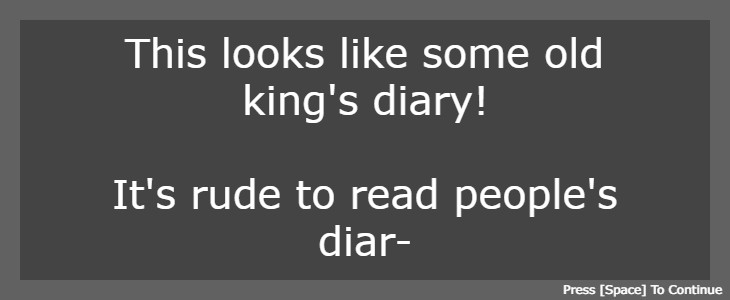 This looks like some old
king's diary!
It's rude to read people's
diar-
Press [Space] To Continue